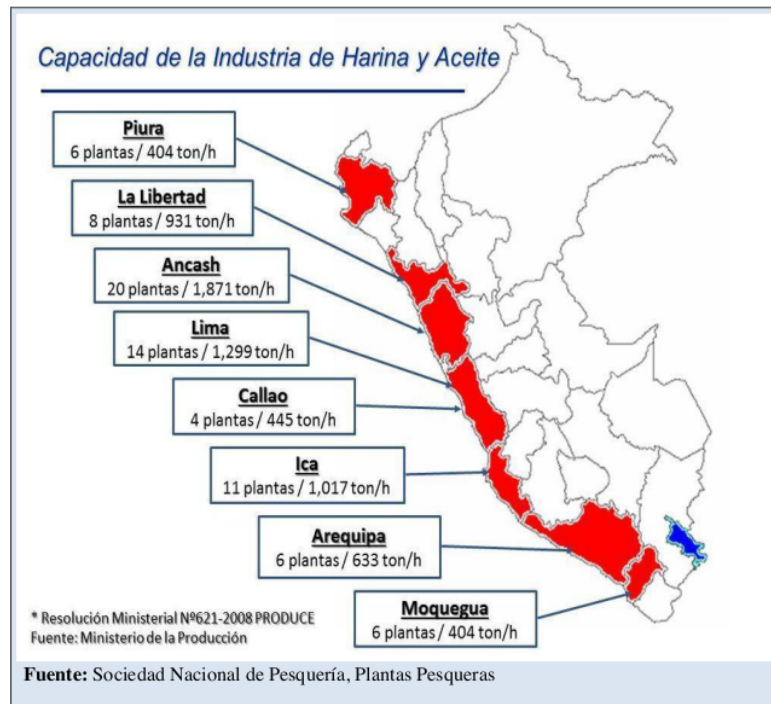 Capacidad de la Industria de Harina y Aceite
Piura
6 plantas / 404 ton/h
La Libertad
8 plantas / 931 ton/h
Ancash
20 plantas / 1,871 ton/h
Lima
14 plantas / 1,299 ton/h
Callao
4 plantas / 445 ton/h
Ica
11 plantas / 1,017 ton/h
Arequipa
6 plantas / 633 ton/h
Moquegua
6 plantas / 404 ton/h
* Resolución Ministerial Nº621-2008 PRODUCE
Fuente: Ministerio de la Producción
Fuente: Sociedad Nacional de Pesquería, Plantas Pesqueras